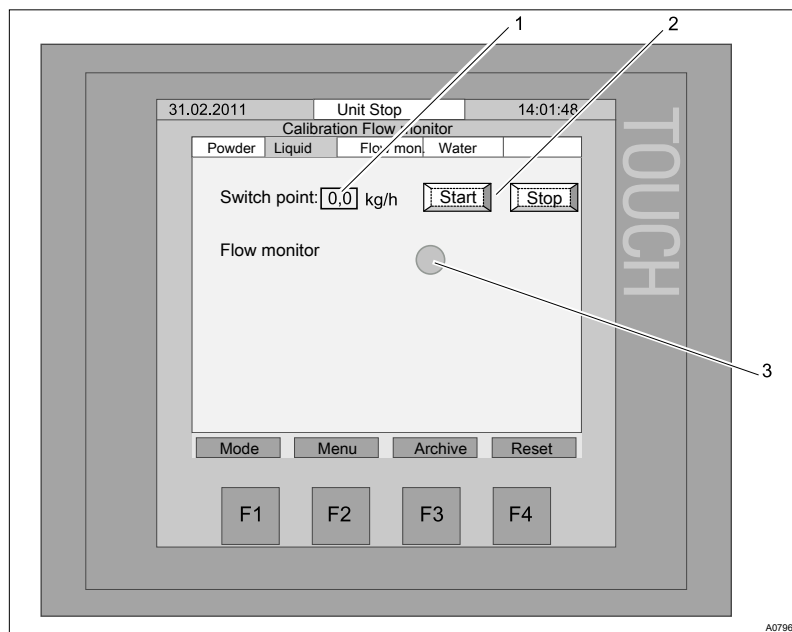 1
2
31.02.2011 Unit Stop 14:01:48
Calibration Flow monitor
Powder Liquid Flow mon. Water
Switch point: 0,0 kg/h Start Stop
Flow monitor
3
Mode Menu Archive Reset
F1 F2 F3 F4
TOUCH
A0796